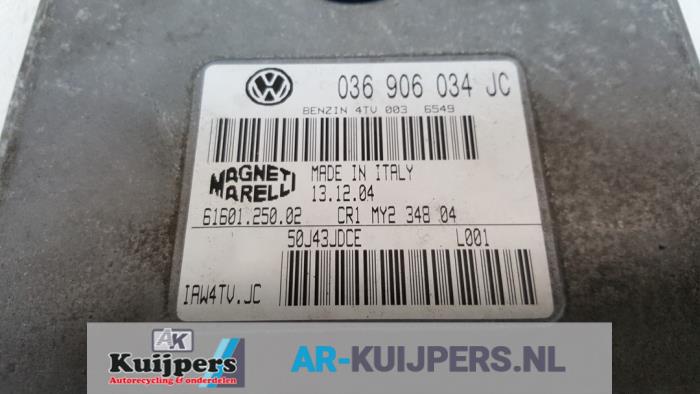 036 906 034 JC
BENZIN 4TV 003 6549
MAGNETI MARELLI
MADE IN ITALY
13.12.04
61601.250.02 CR1 MY2 348 04
50J43JDCE L001
IAW4TV.JC
AK
Kuijpers
Autorecycling & onderdelen
AR-KUIJPERS.NL